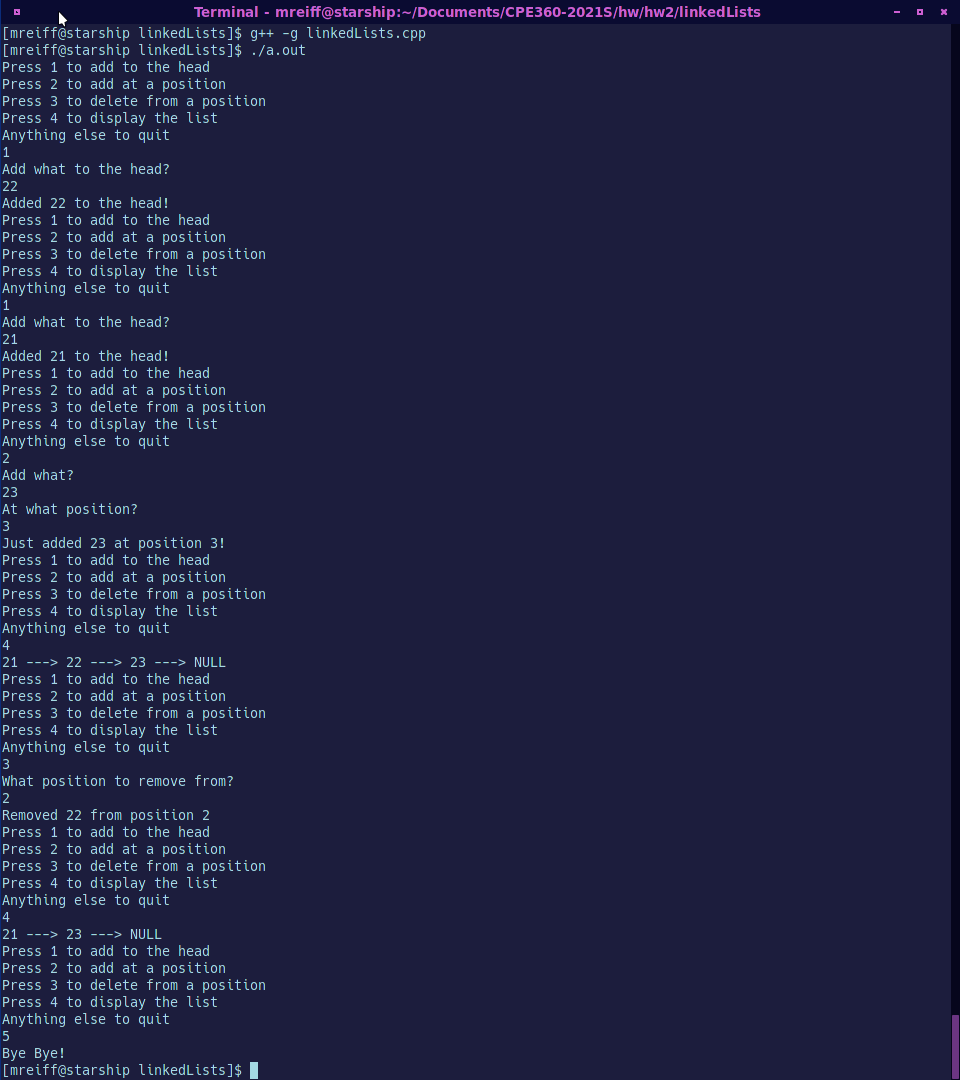 Terminal - mreiff@starship:~/Documents/CPE360-2021S/hw/hw2/linkedLists
[mreiff@starship linkedLists]$ g++ -g linkedLists.cpp
[mreiff@starship linkedLists]$ ./a.out
Press 1 to add to the head
Press 2 to add at a position
Press 3 to delete from a position
Press 4 to display the list
Anything else to quit
1
Add what to the head?
22
Added 22 to the head!
Press 1 to add to the head
Press 2 to add at a position
Press 3 to delete from a position
Press 4 to display the list
Anything else to quit
1
Add what to the head?
21
Added 21 to the head!
Press 1 to add to the head
Press 2 to add at a position
Press 3 to delete from a position
Press 4 to display the list
Anything else to quit
2
Add what?
23
At what position?
3
Just added 23 at position 3!
Press 1 to add to the head
Press 2 to add at a position
Press 3 to delete from a position
Press 4 to display the list
Anything else to quit
4
21 ---> 22 ---> 23 ---> NULL
Press 1 to add to the head
Press 2 to add at a position
Press 3 to delete from a position
Press 4 to display the list
Anything else to quit
3
What position to remove from?
2
Removed 22 from position 2
Press 1 to add to the head
Press 2 to add at a position
Press 3 to delete from a position
Press 4 to display the list
Anything else to quit
4
21 ---> 23 ---> NULL
Press 1 to add to the head
Press 2 to add at a position
Press 3 to delete from a position
Press 4 to display the list
Anything else to quit
5
Bye Bye!
[mreiff@starship linkedLists]$